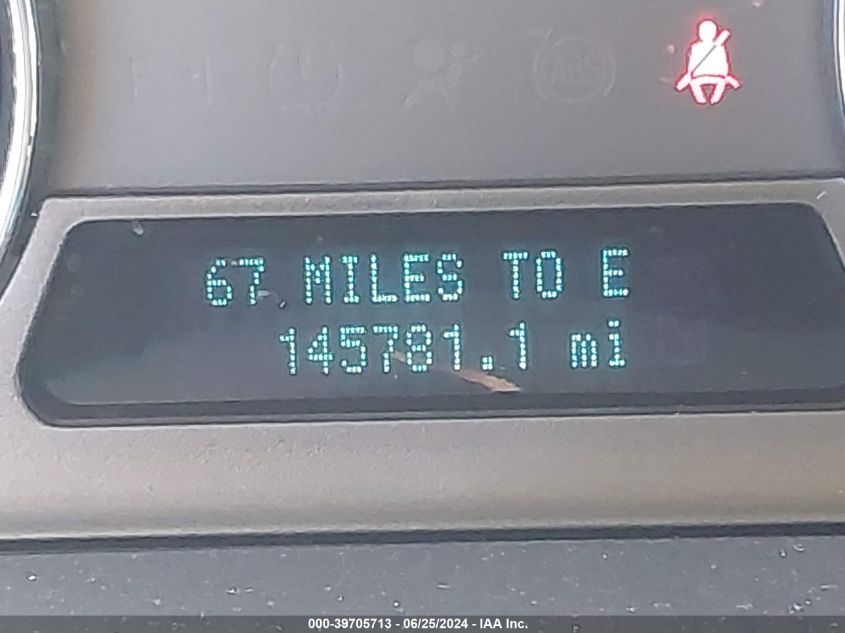 67 MILES TO E
145781.1 mi
000-39705713 - 06/25/2024 - IAA Inc.